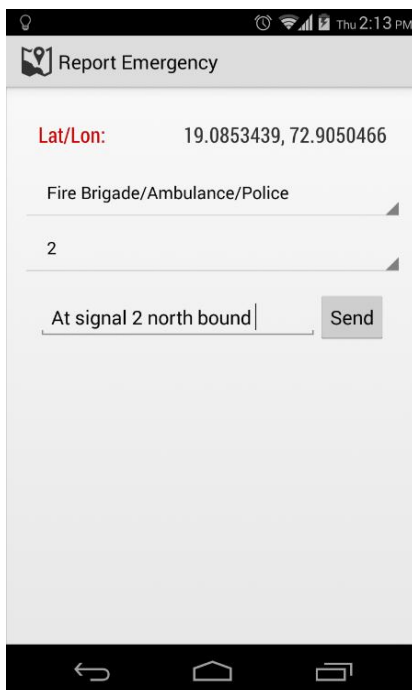 Thu 2:13 PM
Report Emergency
Lat/Lon: 19.0853439, 72.9050466
Fire Brigade/Ambulance/Police
2
At signal 2 north bound Send